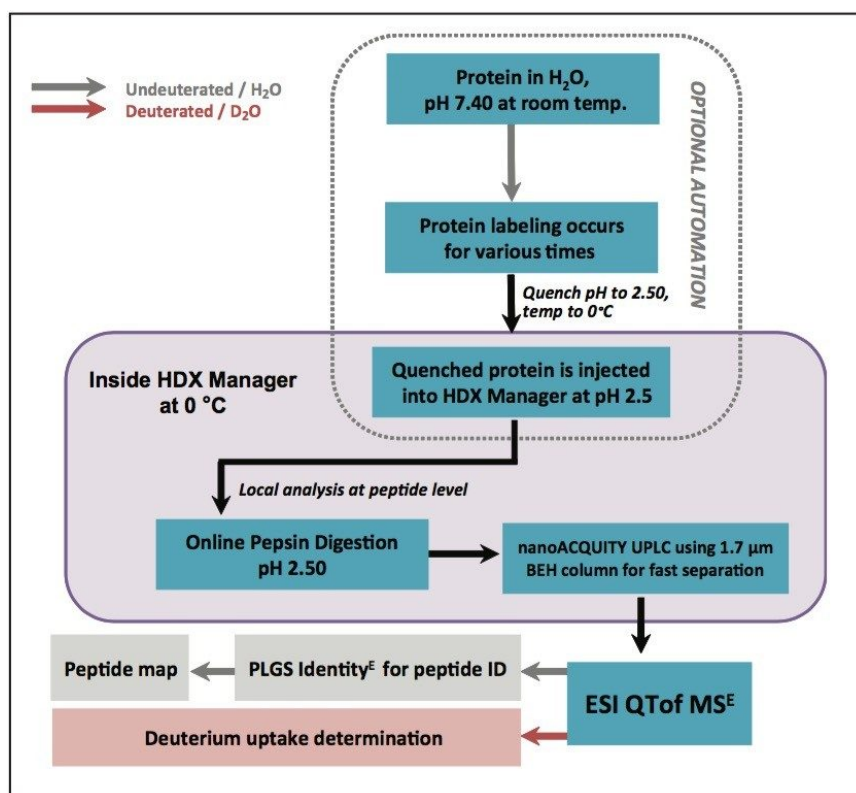 Undeuterated / H₂O
Deuterated / D₂O
Protein in H₂O,
pH 7.40 at room temp.
OPTIONAL AUTOMATION
Protein labeling occurs
for various times
Quench pH to 2.50,
temp to 0°C
Inside HDX Manager
at 0 °C
Quenched protein is injected
into HDX Manager at pH 2.5
Local analysis at peptide level
Online Pepsin Digestion
pH 2.50
nanoACQUITY UPLC using 1.7 µm
BEH column for fast separation
Peptide map
PLGS Identityᴱ for peptide ID
ESI QTof MSᴱ
Deuterium uptake determination